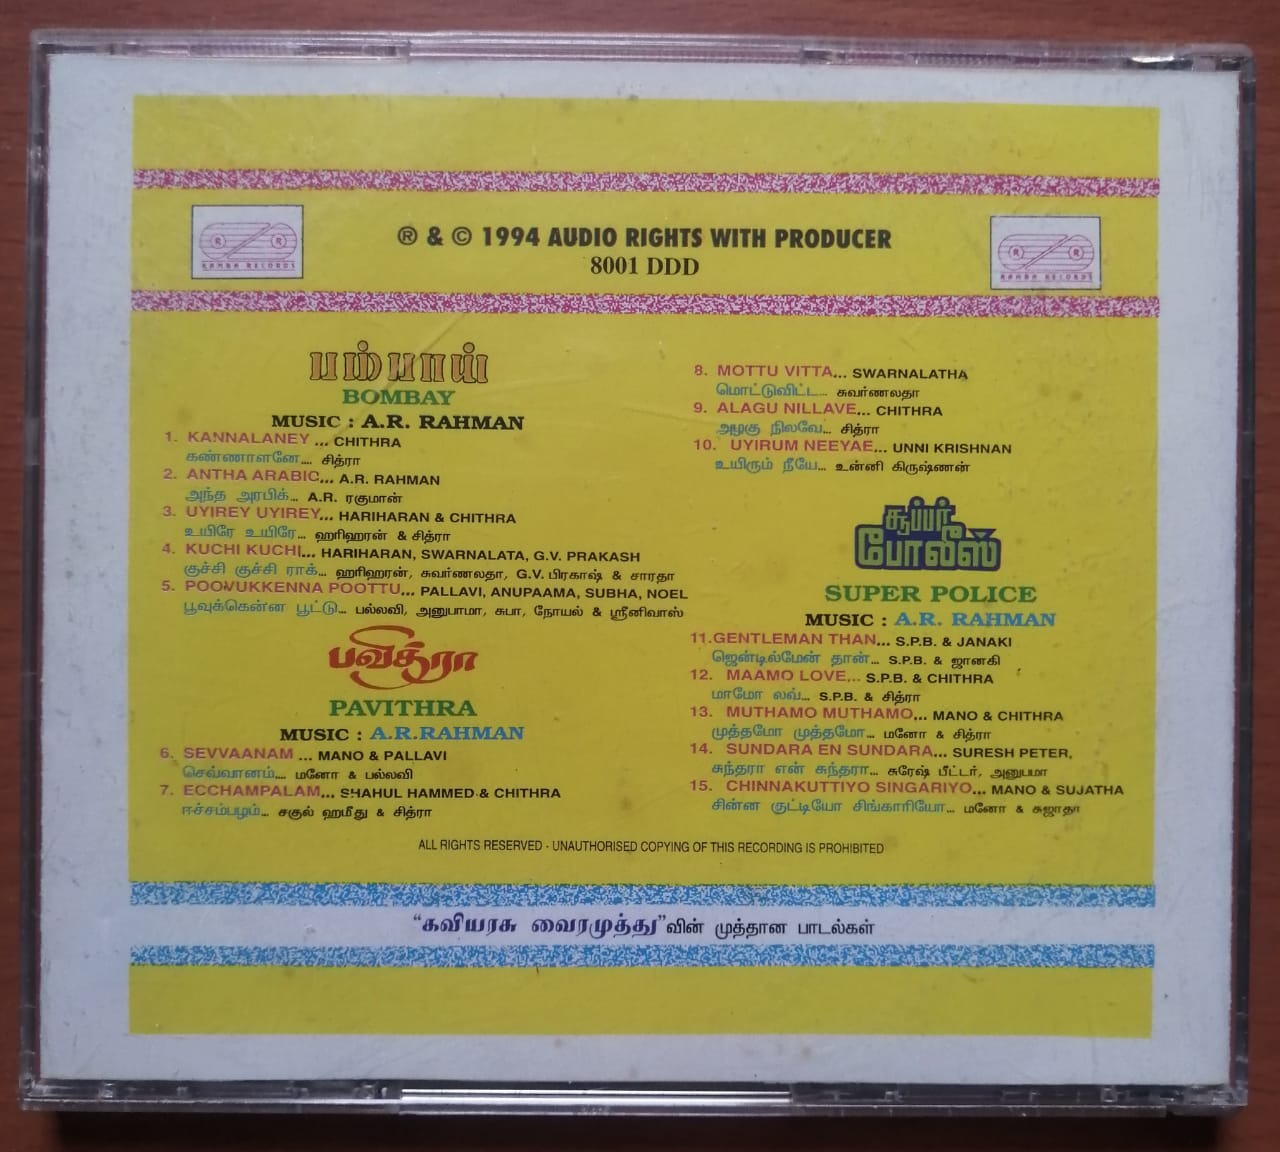 ® & © 1994 AUDIO RIGHTS WITH PRODUCER
8001 DDD
RAMBA RECORDS
RAMBA RECORDS
பம்பாய்
BOMBAY
MUSIC : A.R. RAHMAN
1. KANNALANEY ... CHITHRA
கண்ணாளனே.... சித்ரா
2. ANTHA ARABIC... A.R. RAHMAN
அந்த அரபிக்... A.R. ரகுமான்
3. UYIREY UYIREY... HARIHARAN & CHITHRA
உயிரே உயிரே... ஹரிஹரன் & சித்ரா
4. KUCHI KUCHI... HARIHARAN, SWARNALATA, G.V. PRAKASH
குச்சி குச்சி ராக்... ஹரிஹரன், சுவர்ணலதா, G.V. பிரகாஷ் & சாரதா
5. POOVUKKENNA POOTTU... PALLAVI, ANUPAAMA, SUBHA, NOEL
பூவுக்கென்ன பூட்டு... பல்லவி, அனுபாமா, சுபா, நோயல் & ஸ்ரீனிவாஸ்
பவித்ரா
PAVITHRA
MUSIC : A.R.RAHMAN
6. SEVVAANAM ... MANO & PALLAVI
செவ்வானம்.... மனோ & பல்லவி
7. ECCHAMPALAM... SHAHUL HAMMED & CHITHRA
ஈச்சம்பழம்... சகுல் ஹமீது & சித்ரா
8. MOTTU VITTA... SWARNALATHA
மொட்டுவிட்ட... சுவர்ணலதா
9. ALAGU NILLAVE... CHITHRA
அழகு நிலவே... சித்ரா
10. UYIRUM NEEYAE... UNNI KRISHNAN
உயிரும் நீயே... உன்னி கிருஷ்ணன்
சூப்பர்
போலீஸ்
SUPER POLICE
MUSIC : A.R. RAHMAN
11.GENTLEMAN THAN... S.P.B. & JANAKI
ஜென்டில்மேன் தான்... S.P.B. & ஜானகி
12. MAAMO LOVE... S.P.B. & CHITHRA
மாமோ லவ்... S.P.B. & சித்ரா
13. MUTHAMO MUTHAMO... MANO & CHITHRA
முத்தமோ முத்தமோ... மனோ & சித்ரா
14. SUNDARA EN SUNDARA... SURESH PETER,
சுந்தரா என் சுந்தரா... சுரேஷ் பீட்டர், அனுபமா
15. CHINNAKUTTIYO SINGARIYO... MANO & SUJATHA
சின்ன குட்டியோ சிங்காரியோ... மனோ & சுஜாதா
ALL RIGHTS RESERVED - UNAUTHORISED COPYING OF THIS RECORDING IS PROHIBITED
"கவியரசு வைரமுத்து"வின் முத்தான பாடல்கள்